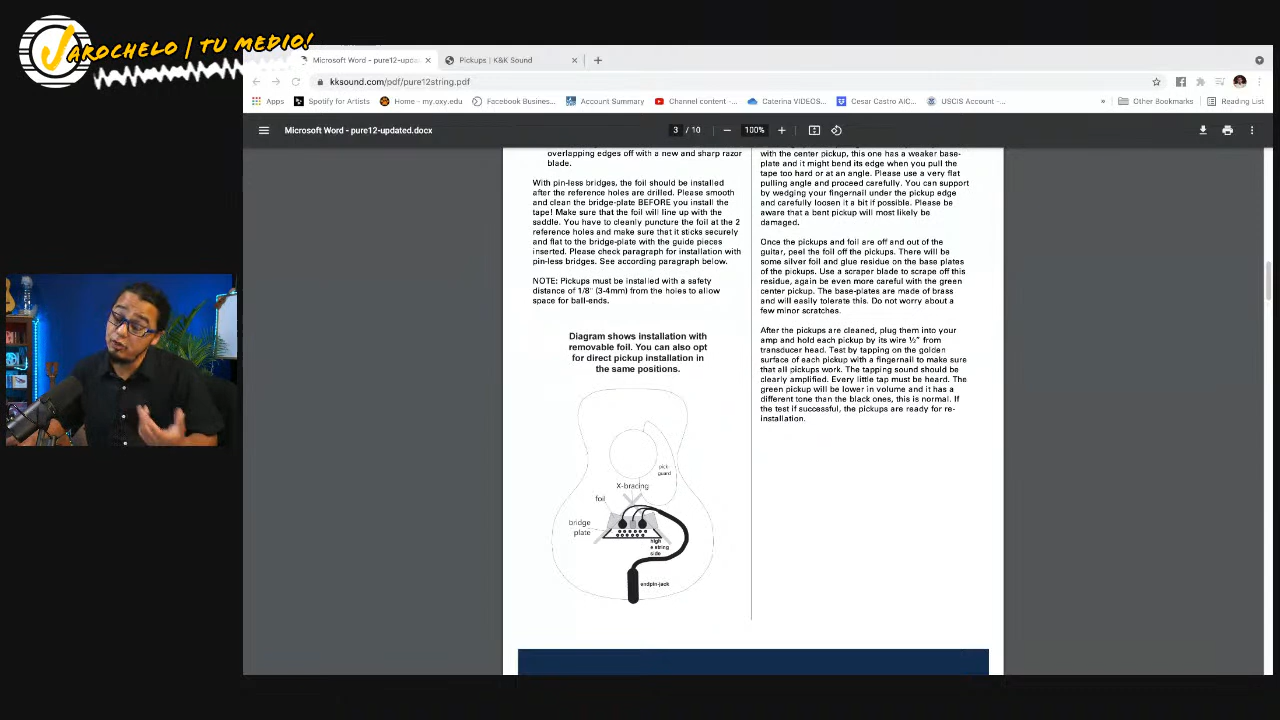 Jarochelo | Tu Medio!
Microsoft Word - pure12-upda
Pickups | K&K Sound
kksound.com/pdf/pure12string.pdf
Apps
Spotify for Artists
Home - my.oxy.edu
Facebook Busines...
Account Summary
Channel content -...
Caterina VIDEOS...
Cesar Castro AIC...
USCIS Account -...
»
Other Bookmarks
Reading List
Microsoft Word - pure12-updated.docx
3 / 10
100%
overlapping edges off with a new and sharp razor
blade.
With pin-less bridges, the foil should be installed
after the reference holes are drilled. Please smooth
and clean the bridge-plate BEFORE you install the
tape! Make sure that the foil will line up with the
saddle. You have to cleanly puncture the foil at the 2
reference holes and make sure that it sticks securely
and flat to the bridge-plate with the guide pieces
inserted. Please check paragraph for installation with
pin-less bridges. See according paragraph below.
NOTE: Pickups must be installed with a safety
distance of 1/8" (3-4mm) from the holes to allow
space for ball-ends.
Diagram shows installation with
removable foil. You can also opt
for direct pickup installation in
the same positions.
pick-
guard
X-bracing
foil
bridge
plate
high
e string
side
endpin-jack
with the center pickup, this one has a weaker base-
plate and it might bend its edge when you pull the
tape too hard or at an angle. Please use a very flat
pulling angle and proceed carefully. You can support
by wedging your fingernail under the pickup edge
and carefully loosen it a bit if possible. Please be
aware that a bent pickup will most likely be
damaged.
Once the pickups and foil are off and out of the
guitar, peel the foil off the pickups. There will be
some silver foil and glue residue on the base plates
of the pickups. Use a scraper blade to scrape off this
residue, again be even more careful with the green
center pickup. The base-plates are made of brass
and will easily tolerate this. Do not worry about a
few minor scratches.
After the pickups are cleaned, plug them into your
amp and hold each pickup by its wire ½" from
transducer head. Test by tapping on the golden
surface of each pickup with a fingernail to make sure
that all pickups work. The tapping sound should be
clearly amplified. Every little tap must be heard. The
green pickup will be lower in volume and it has a
different tone than the black ones, this is normal. If
the test if successful, the pickups are ready for re-
installation.